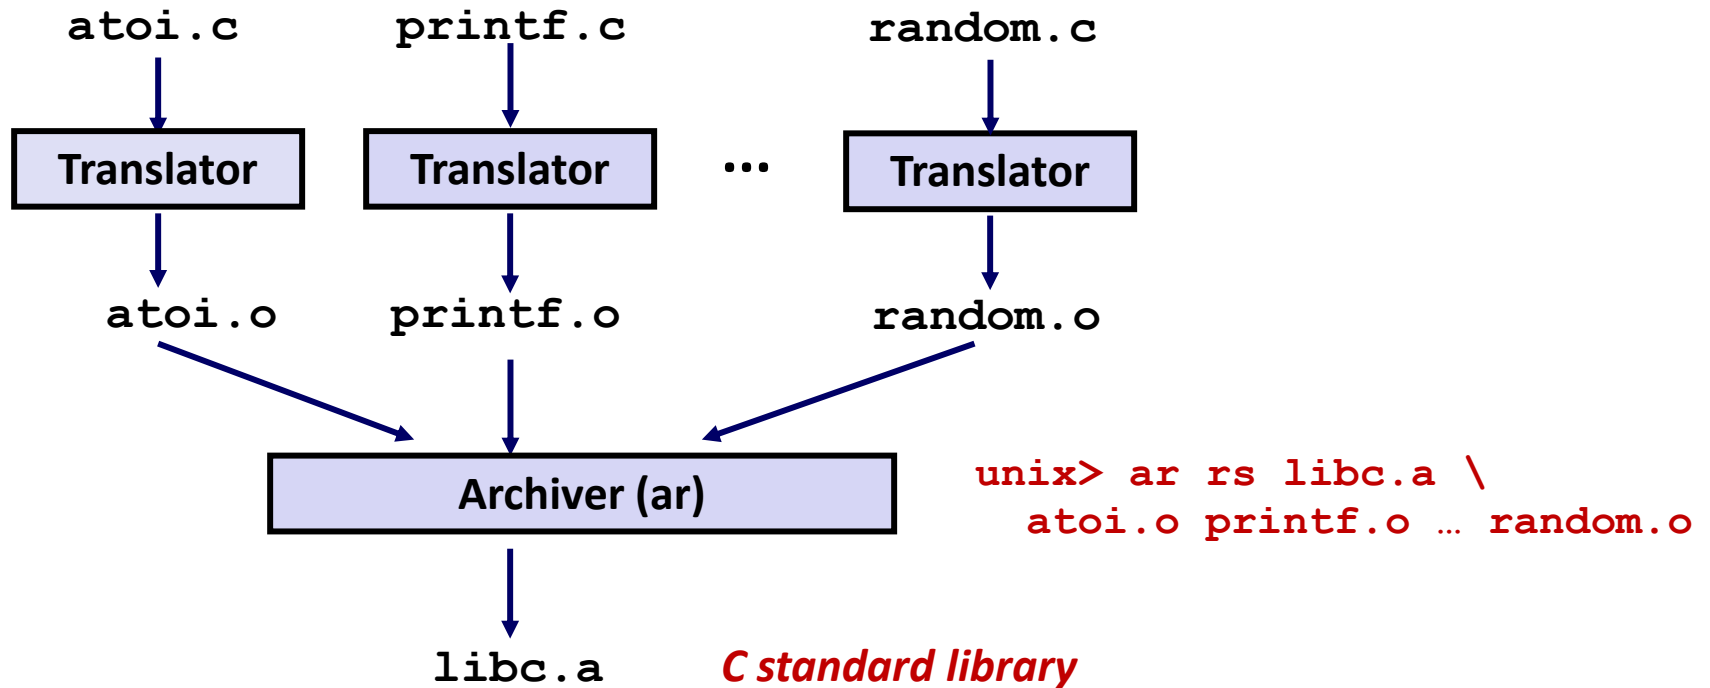 atoi.c printf.c random.c
Translator Translator ... Translator
atoi.o printf.o random.o
Archiver (ar)
unix> ar rs libc.a \
atoi.o printf.o … random.o
libc.a C standard library